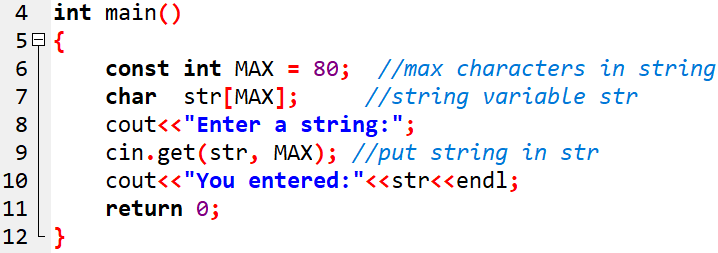 4 int main()
5 {
6 const int MAX = 80; //max characters in string
7 char str[MAX]; //string variable str
8 cout<<"Enter a string:";
9 cin.get(str, MAX); //put string in str
10 cout<<"You entered:"<<str<<endl;
11 return 0;
12 }